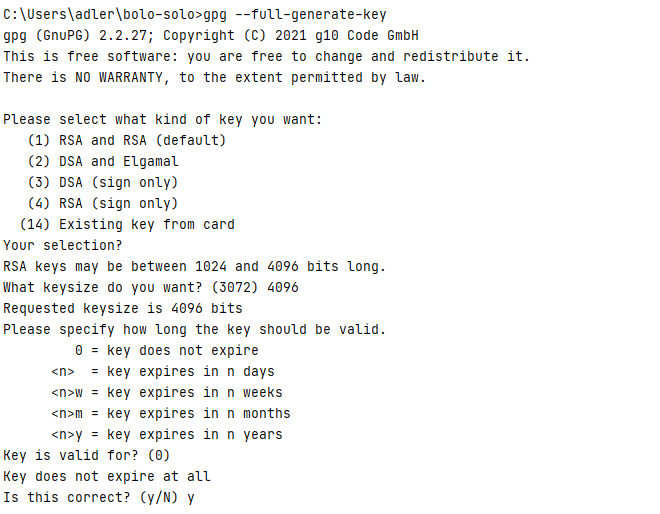 C:\Users\adler\bolo-solo>gpg --full-generate-key
gpg (GnuPG) 2.2.27; Copyright (C) 2021 g10 Code GmbH
This is free software: you are free to change and redistribute it.
There is NO WARRANTY, to the extent permitted by law.

Please select what kind of key you want:
   (1) RSA and RSA (default)
   (2) DSA and Elgamal
   (3) DSA (sign only)
   (4) RSA (sign only)
  (14) Existing key from card
Your selection?
RSA keys may be between 1024 and 4096 bits long.
What keysize do you want? (3072) 4096
Requested keysize is 4096 bits
Please specify how long the key should be valid.
         0 = key does not expire
      <n>  = key expires in n days
      <n>w = key expires in n weeks
      <n>m = key expires in n months
      <n>y = key expires in n years
Key is valid for? (0)
Key does not expire at all
Is this correct? (y/N) y